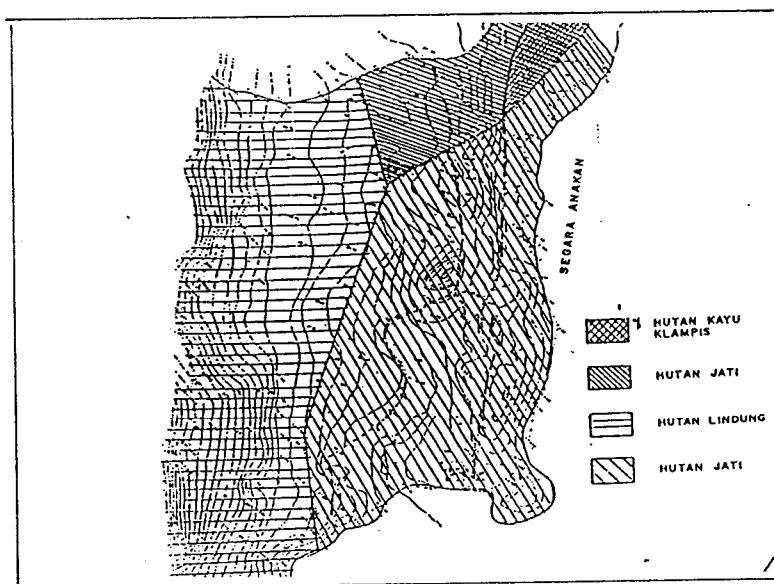 SEGARA ANAKAN
HUTAN KAYU
KLAMPIS
HUTAN JATI
HUTAN LINDUNG
HUTAN JATI